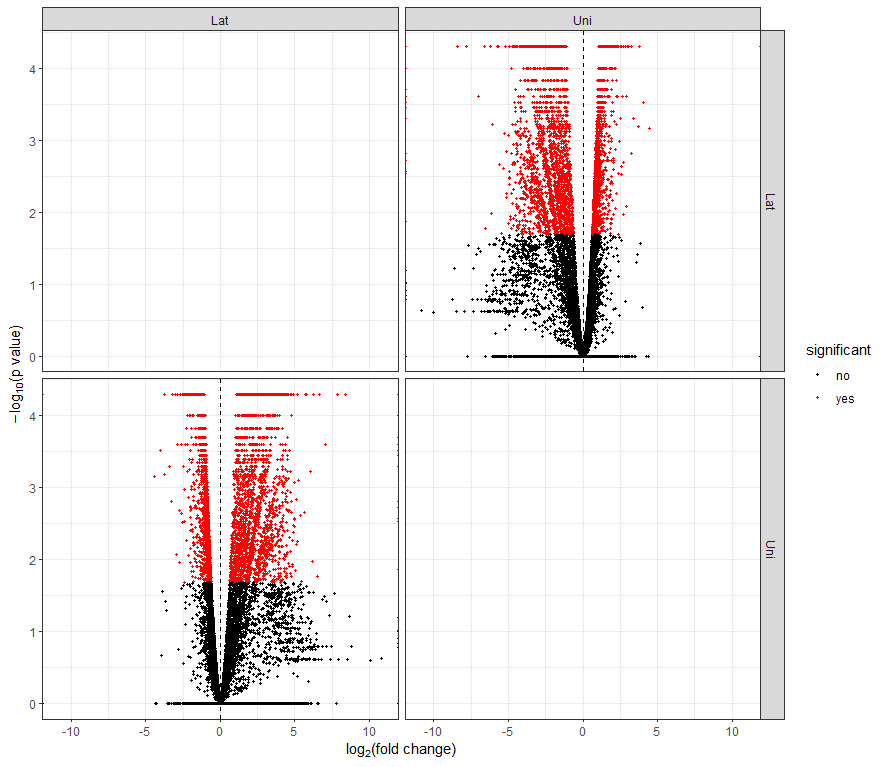 Lat Uni
4
3
2
1
0
Lat
4
3
2
1
0
Uni
−log10(p value)
-10 -5 0 5 10 -10 -5 0 5 10
log2(fold change)
significant
no
yes